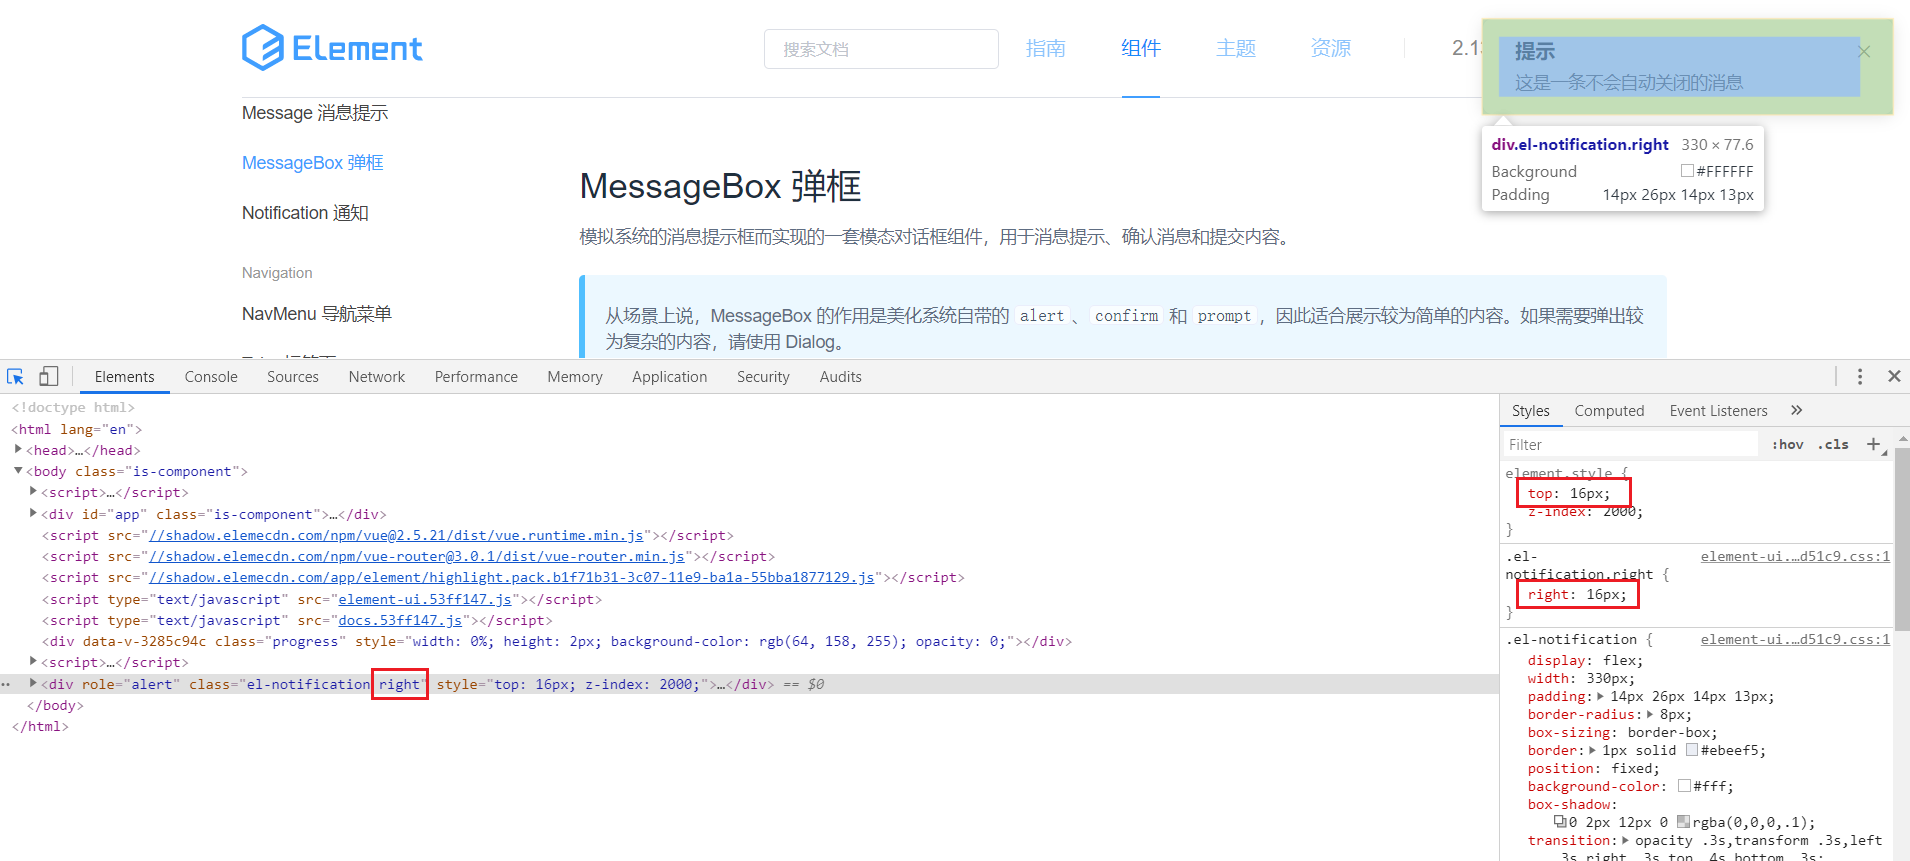 Element
搜索文档
指南
组件
主题
资源
2.13
提示
这是一条不会自动关闭的消息
div.el-notification.right 330 × 77.6
Background #FFFFFF
Padding 14px 26px 14px 13px
Message 消息提示
MessageBox 弹框
Notification 通知
Navigation
NavMenu 导航菜单
MessageBox 弹框
模拟系统的消息提示框而实现的一套模态对话框组件，用于消息提示、确认消息和提交内容。
从场景上说，MessageBox 的作用是美化系统自带的 alert 、 confirm 和 prompt ，因此适合展示较为简单的内容。如果需要弹出较
为复杂的内容，请使用 Dialog。
Elements Console Sources Network Performance Memory Application Security Audits
<!doctype html>
<html lang="en">
<head>…</head>
<body class="is-component">
<script>…</script>
<div id="app" class="is-component">…</div>
<script src="//shadow.elemecdn.com/npm/vue@2.5.21/dist/vue.runtime.min.js"></script>
<script src="//shadow.elemecdn.com/npm/vue-router@3.0.1/dist/vue-router.min.js"></script>
<script src="//shadow.elemecdn.com/app/element/highlight.pack.b1f71b31-3c07-11e9-ba1a-55bba1877129.js"></script>
<script type="text/javascript" src="element-ui.53ff147.js"></script>
<script type="text/javascript" src="docs.53ff147.js"></script>
<div data-v-3285c94c class="progress" style="width: 0%; height: 2px; background-color: rgb(64, 158, 255); opacity: 0;"></div>
<script>…</script>
<div role="alert" class="el-notification right" style="top: 16px; z-index: 2000;">…</div> == $0
</body>
</html>
Styles Computed Event Listeners »
Filter :hov .cls +
element.style {
top: 16px;
z-index: 2000;
}
.el- element-ui.…d51c9.css:1
notification.right {
right: 16px;
}
.el-notification { element-ui.…d51c9.css:1
display: flex;
width: 330px;
padding: 14px 26px 14px 13px;
border-radius: 8px;
box-sizing: border-box;
border: 1px solid #ebeef5;
position: fixed;
background-color: #fff;
box-shadow:
0 2px 12px 0 rgba(0,0,0,.1);
transition: opacity .3s,transform .3s,left
.3s,right .3s,top .4s,bottom .3s;